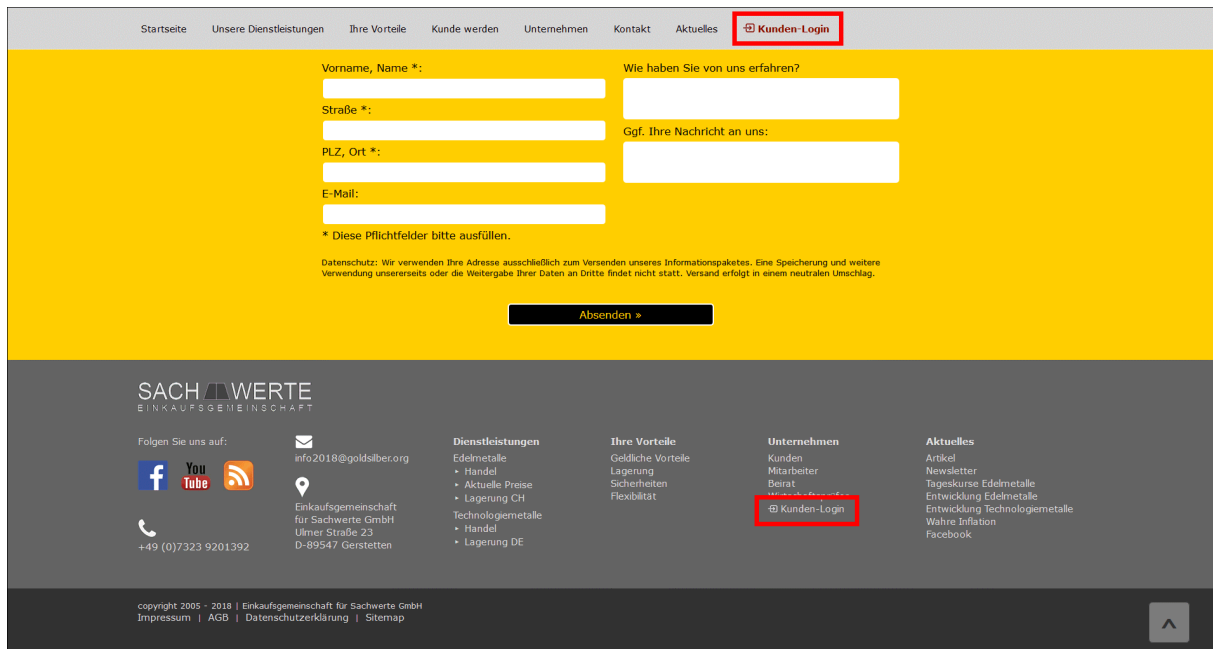 Startseite Unsere Dienstleistungen Ihre Vorteile Kunde werden Unternehmen Kontakt Aktuelles Kunden-Login
Vorname, Name *:
Straße *:
PLZ, Ort *:
E-Mail:
* Diese Pflichtfelder bitte ausfüllen.
Wie haben Sie von uns erfahren?
Ggf. Ihre Nachricht an uns:
Datenschutz: Wir verwenden Ihre Adresse ausschließlich zum Versenden unseres Informationspaketes. Eine Speicherung und weitere
Verwendung unsererseits oder die Weitergabe Ihrer Daten an Dritte findet nicht statt. Versand erfolgt in einem neutralen Umschlag.
Absenden »
SACH WERTE
EINKAUFSGEMEINSCHAFT
Folgen Sie uns auf:
f
You
Tube
+49 (0)7323 9201392
info2018@goldsilber.org
Einkaufsgemeinschaft
für Sachwerte GmbH
Ulmer Straße 23
D-89547 Gerstetten
Dienstleistungen
Edelmetalle
▸ Handel
▸ Aktuelle Preise
▸ Lagerung CH
Technologiemetalle
▸ Handel
▸ Lagerung DE
Ihre Vorteile
Geldliche Vorteile
Lagerung
Sicherheiten
Flexibilität
Unternehmen
Kunden
Mitarbeiter
Beirat
Kunden-Login
Aktuelles
Artikel
Newsletter
Tageskurse Edelmetalle
Entwicklung Edelmetalle
Entwicklung Technologiemetalle
Wahre Inflation
Facebook
copyright 2005 - 2018 | Einkaufsgemeinschaft für Sachwerte GmbH
Impressum | AGB | Datenschutzerklärung | Sitemap